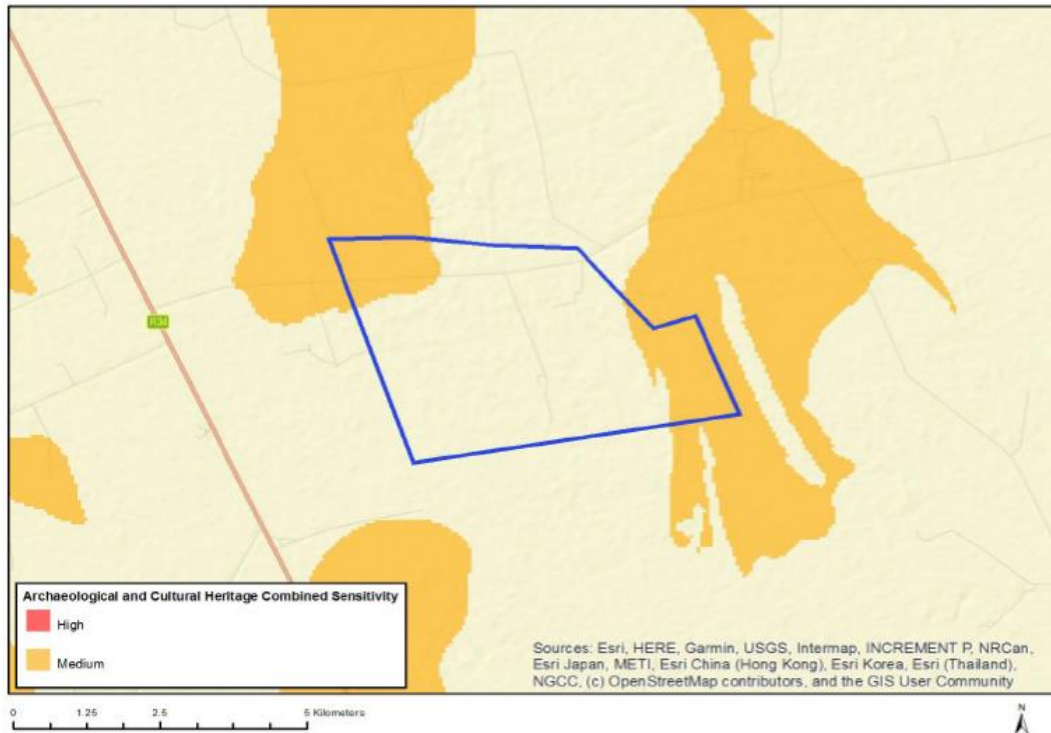 R34
Archaeological and Cultural Heritage Combined Sensitivity
High
Medium
Sources: Esri, HERE, Garmin, USGS, Intermap, INCREMENT P, NRCan,
Esri Japan, METI, Esri China (Hong Kong), Esri Korea, Esri (Thailand),
NGCC, (c) OpenStreetMap contributors, and the GIS User Community
0 1.25 2.5 5 Kilometers
N